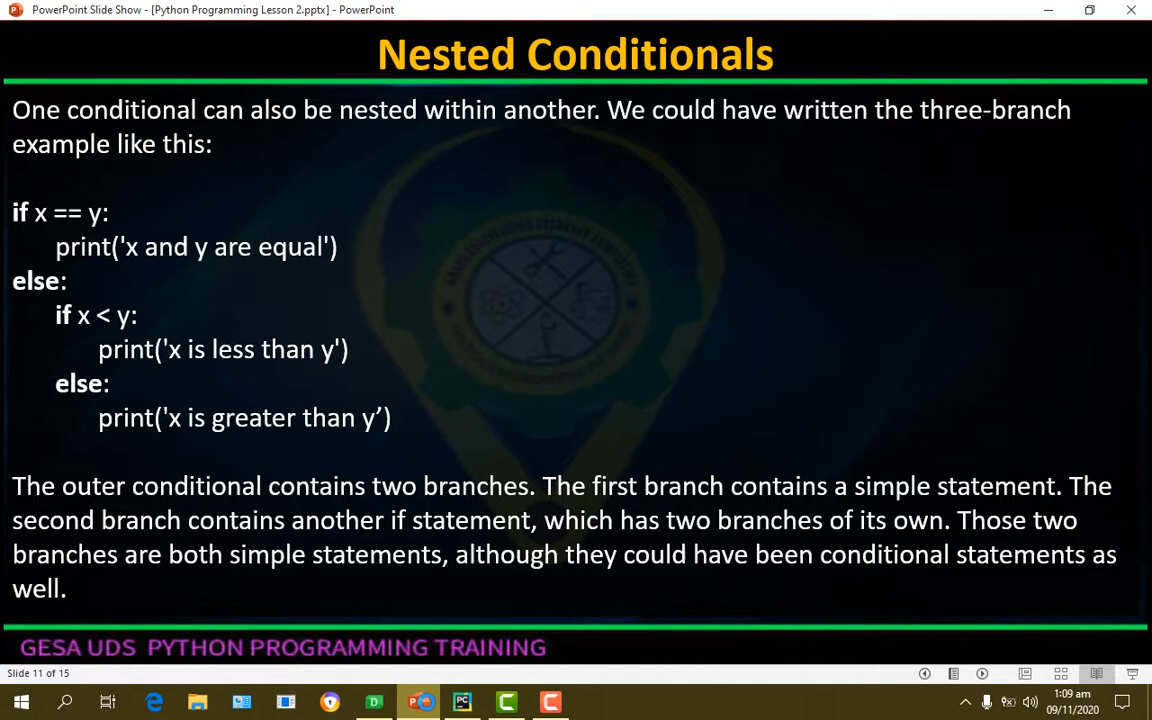 PowerPoint Slide Show - [Python Programming Lesson 2.pptx] - PowerPoint
Nested Conditionals
One conditional can also be nested within another. We could have written the three-branch
example like this:
if x == y:
print('x and y are equal')
else:
if x < y:
print('x is less than y')
else:
print('x is greater than y’)
The outer conditional contains two branches. The first branch contains a simple statement. The
second branch contains another if statement, which has two branches of its own. Those two
branches are both simple statements, although they could have been conditional statements as
well.
GESA UDS PYTHON PROGRAMMING TRAINING
Slide 11 of 15
1:09 am
09/11/2020